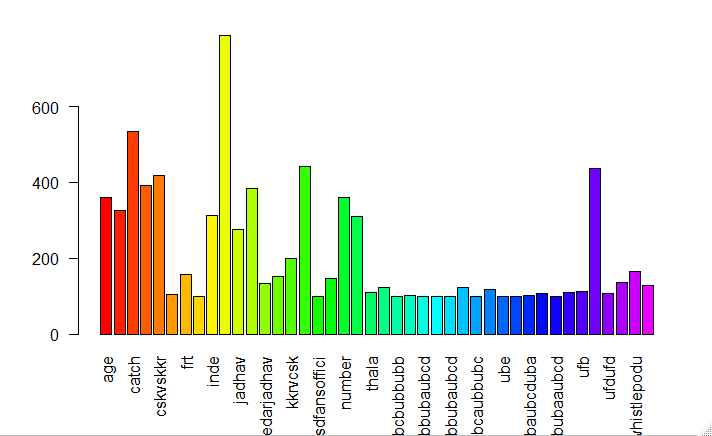 600
400
200
0
age
catch
cskvskkr
frt
inde
jadhav
edarjadhav
kkrvcsk
sdfansoffici
number
thala
bcbubbubb
bbubaubcd
bbubaubcd
bcaubbubc
ube
baubcduba
bubaaubcd
ufb
ufdufd
whistlepodu